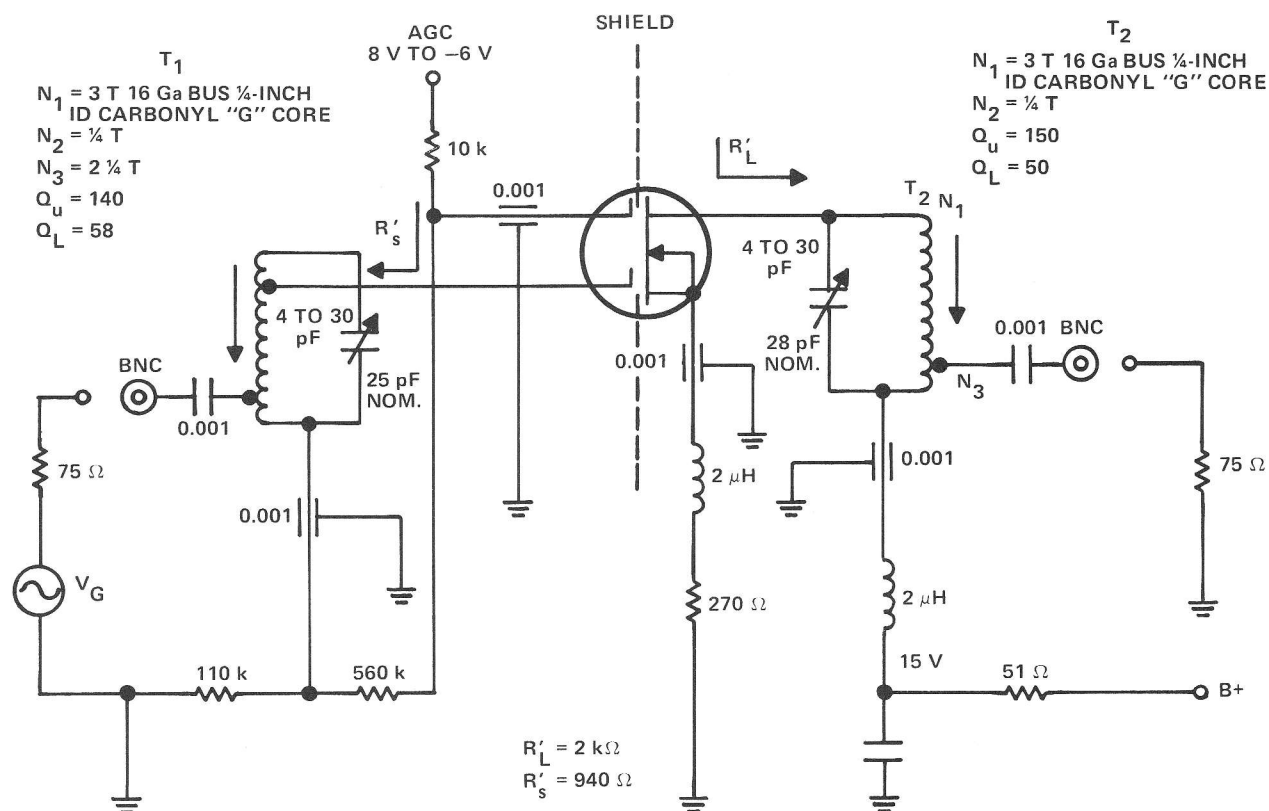 AGC
8 V TO –6 V
SHIELD
T1
N1 = 3 T 16 Ga BUS ¼-INCH
ID CARBONYL "G" CORE
N2 = ¼ T
N3 = 2 ¼ T
Qu = 140
QL = 58
T2
N1 = 3 T 16 Ga BUS ¼-INCH
ID CARBONYL "G" CORE
N2 = ¼ T
Qu = 150
QL = 50
10 k
R's
0.001
R'L
T2 N1
4 TO 30
pF
4 TO 30
pF
BNC
0.001
25 pF
NOM.
0.001
28 pF
NOM.
0.001 BNC
N3
75 Ω
0.001
2 μH
0.001
75 Ω
VG
270 Ω
2 μH
110 k
560 k
15 V
51 Ω
B+
R'L = 2 kΩ
R's = 940 Ω